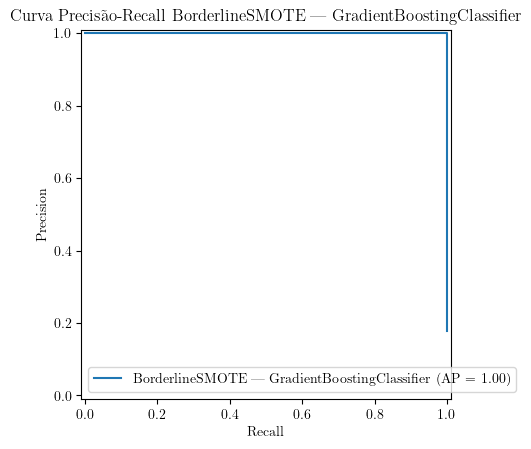 Curva Precisão-Recall BorderlineSMOTE — GradientBoostingClassifier
1.0
0.8
0.6
0.4
0.2
0.0
Precision
BorderlineSMOTE — GradientBoostingClassifier (AP = 1.00)
0.0 0.2 0.4 0.6 0.8 1.0
Recall